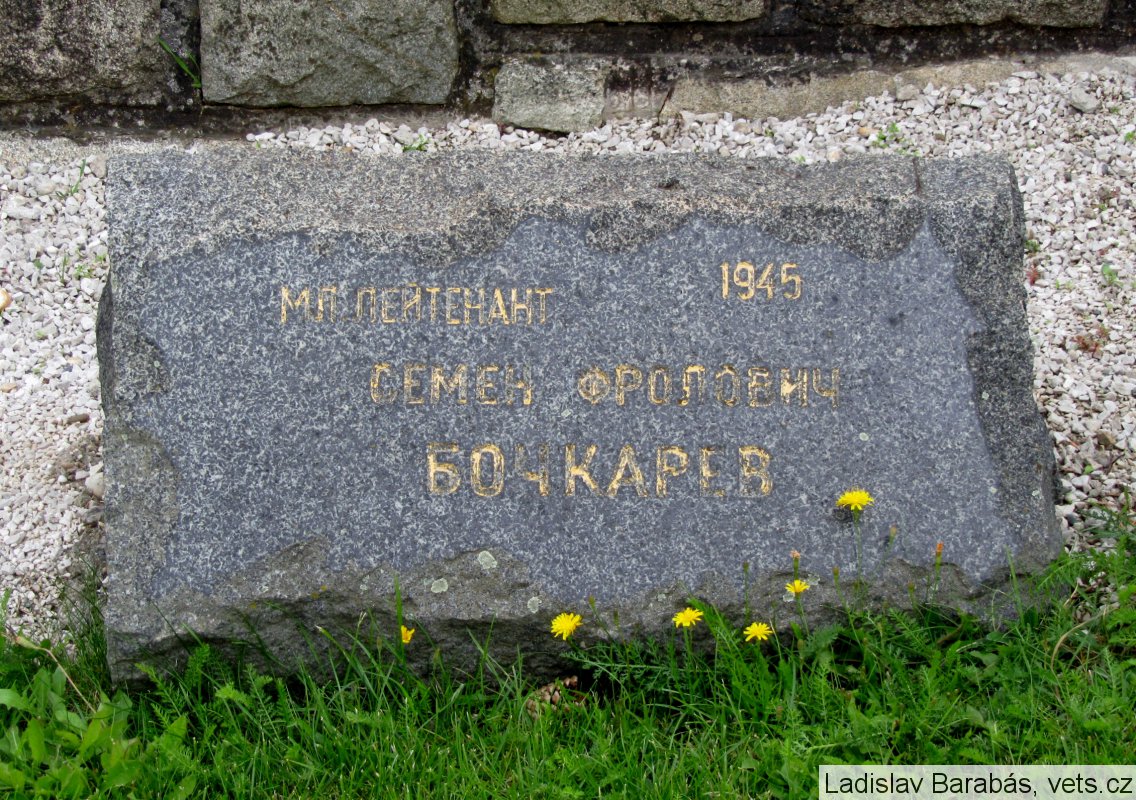 МЛ. ЛЕЙТЕНАНТ 1945
СЕМЕН ФРОЛОВИЧ
БОЧКАРЕВ
Ladislav Barabás, vets.cz